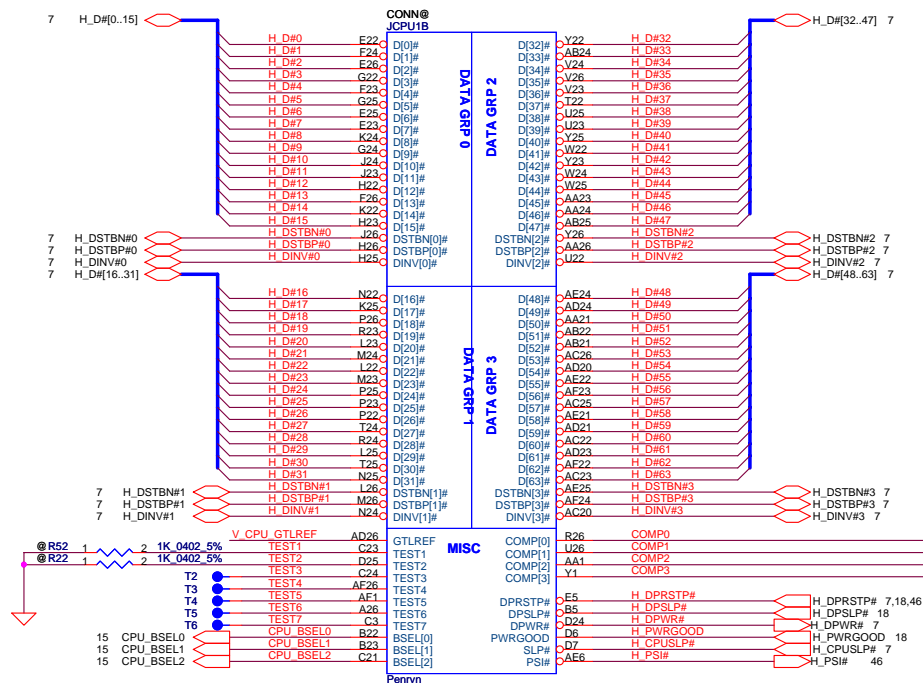 CONN@
JCPU1B
7 H_D#[0..15] H_D#[32..47] 7
H_D#0 E22 D[0]# D[32]# Y22 H_D#32
H_D#1 F24 D[1]# D[33]# AB24 H_D#33
H_D#2 E26 D[2]# D[34]# V24 H_D#34
H_D#3 G22 D[3]# D[35]# V26 H_D#35
H_D#4 F23 D[4]# D[36]# V23 H_D#36
H_D#5 G25 D[5]# D[37]# T22 H_D#37
H_D#6 E25 D[6]# D[38]# U25 H_D#38
H_D#7 E23 D[7]# D[39]# U23 H_D#39
H_D#8 K24 D[8]# D[40]# Y25 H_D#40
H_D#9 G24 D[9]# D[41]# W22 H_D#41
H_D#10 J24 D[10]# D[42]# Y23 H_D#42
H_D#11 J23 D[11]# D[43]# W24 H_D#43
H_D#12 H22 D[12]# D[44]# W25 H_D#44
H_D#13 F26 D[13]# D[45]# AA23 H_D#45
H_D#14 K22 D[14]# D[46]# AA24 H_D#46
H_D#15 H23 D[15]# D[47]# AB25 H_D#47
7 H_DSTBN#0 H_DSTBN#0 J26 DSTBN[0]# DSTBN[2]# Y26 H_DSTBN#2 H_DSTBN#2 7
7 H_DSTBP#0 H_DSTBP#0 H26 DSTBP[0]# DSTBP[2]# AA26 H_DSTBP#2 H_DSTBP#2 7
7 H_DINV#0 H_DINV#0 H25 DINV[0]# DINV[2]# U22 H_DINV#2 H_DINV#2 7
DATA GRP 0
DATA GRP 2
7 H_D#[16..31] H_D#[48..63] 7
H_D#16 N22 D[16]# D[48]# AE24 H_D#48
H_D#17 K25 D[17]# D[49]# AD24 H_D#49
H_D#18 P26 D[18]# D[50]# AA21 H_D#50
H_D#19 R23 D[19]# D[51]# AB22 H_D#51
H_D#20 L23 D[20]# D[52]# AB21 H_D#52
H_D#21 M24 D[21]# D[53]# AC26 H_D#53
H_D#22 L22 D[22]# D[54]# AD20 H_D#54
H_D#23 M23 D[23]# D[55]# AE22 H_D#55
H_D#24 P25 D[24]# D[56]# AF23 H_D#56
H_D#25 P23 D[25]# D[57]# AC25 H_D#57
H_D#26 P22 D[26]# D[58]# AE21 H_D#58
H_D#27 T24 D[27]# D[59]# AD21 H_D#59
H_D#28 R24 D[28]# D[60]# AC22 H_D#60
H_D#29 L25 D[29]# D[61]# AD23 H_D#61
H_D#30 T25 D[30]# D[62]# AF22 H_D#62
H_D#31 N25 D[31]# D[63]# AC23 H_D#63
7 H_DSTBN#1 H_DSTBN#1 L26 DSTBN[1]# DSTBN[3]# AE25 H_DSTBN#3 H_DSTBN#3 7
7 H_DSTBP#1 H_DSTBP#1 M26 DSTBP[1]# DSTBP[3]# AF24 H_DSTBP#3 H_DSTBP#3 7
7 H_DINV#1 H_DINV#1 N24 DINV[1]# DINV[3]# AC20 H_DINV#3 H_DINV#3 7
DATA GRP 1
DATA GRP 3
V_CPU_GTLREF AD26 GTLREF MISC COMP[0] R26 COMP0
@R52 1 2 1K_0402_5% TEST1 C23 TEST1 COMP[1] U26 COMP1
@R22 1 2 1K_0402_5% TEST2 D25 TEST2 COMP[2] AA1 COMP2
T2 TEST3 C24 TEST3 COMP[3] Y1 COMP3
T3 TEST4 AF26 TEST4
T4 TEST5 AF1 TEST5 DPRSTP# E5 H_DPRSTP# H_DPRSTP# 7,18,46
T5 TEST6 A26 TEST6 DPSLP# B5 H_DPSLP# H_DPSLP# 18
T6 TEST7 C3 TEST7 DPWR# D24 H_DPWR# H_DPWR# 7
15 CPU_BSEL0 CPU_BSEL0 B22 BSEL[0] PWRGOOD D6 H_PWRGOOD H_PWRGOOD 18
15 CPU_BSEL1 CPU_BSEL1 B23 BSEL[1] SLP# D7 H_CPUSLP# H_CPUSLP# 7
15 CPU_BSEL2 CPU_BSEL2 C21 BSEL[2] PSI# AE6 H_PSI# H_PSI# 46
Penryn